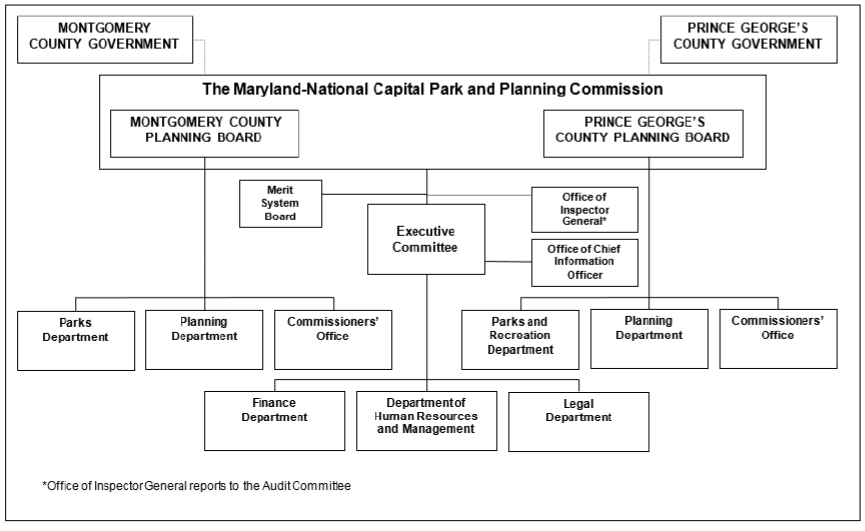 MONTGOMERY
COUNTY GOVERNMENT
PRINCE GEORGE'S
COUNTY GOVERNMENT
The Maryland-National Capital Park and Planning Commission
MONTGOMERY COUNTY
PLANNING BOARD
PRINCE GEORGE'S
COUNTY PLANNING BOARD
Merit
System
Board
Office of
Inspector
General*
Executive
Committee
Office of Chief
Information
Officer
Parks
Department
Planning
Department
Commissioners'
Office
Parks and
Recreation
Department
Planning
Department
Commissioners'
Office
Finance
Department
Department of
Human Resources
and Management
Legal
Department
*Office of Inspector General reports to the Audit Committee